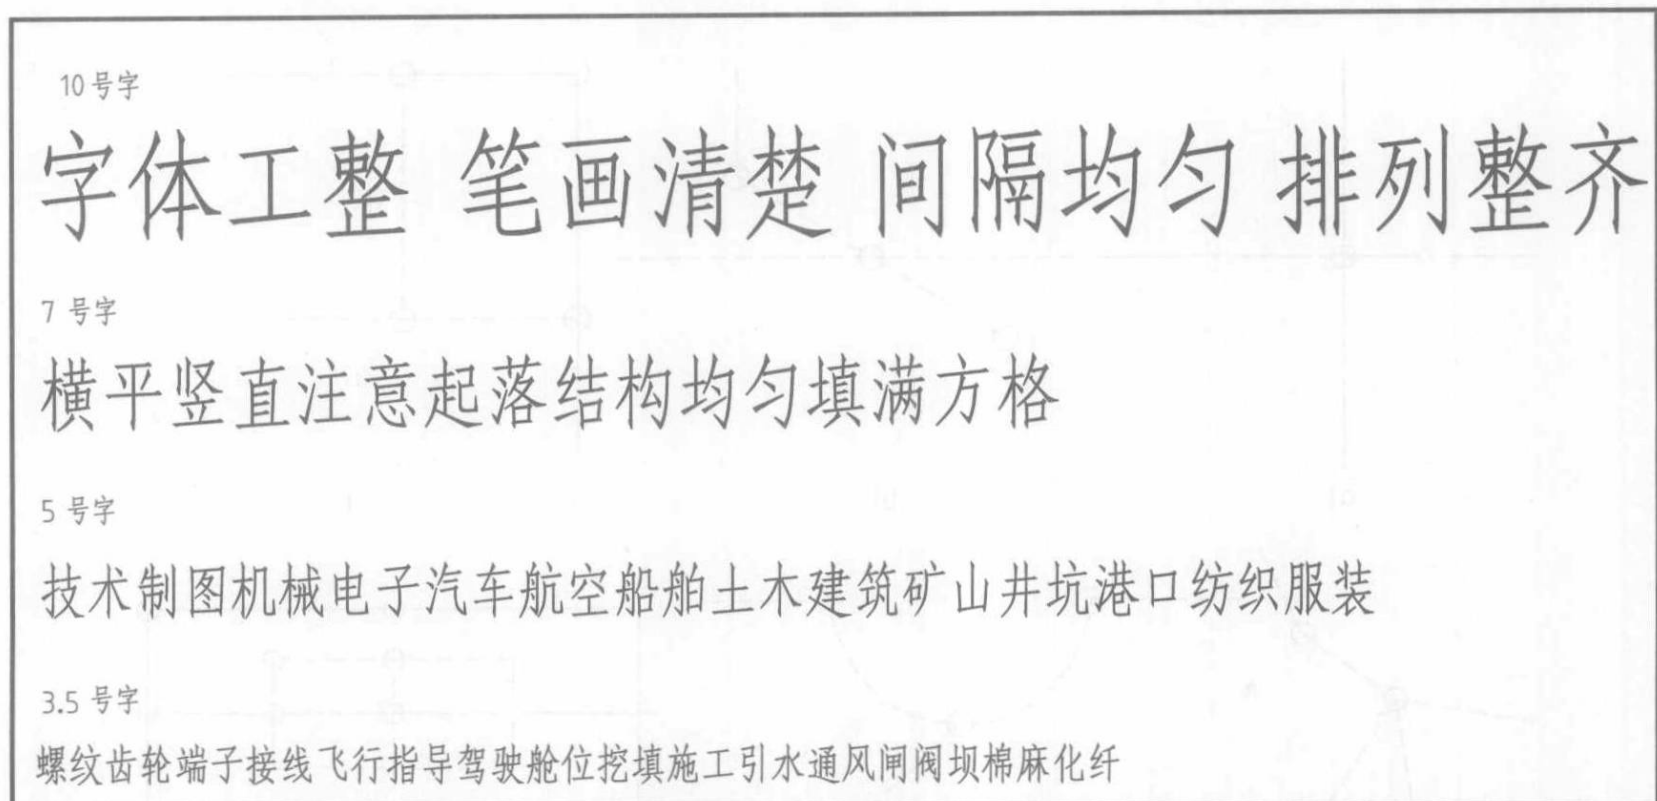 10号字
字体工整 笔画清楚 间隔均匀 排列整齐
7 号字
横平竖直注意起落结构均匀填满方格
5 号字
技术制图机械电子汽车航空船舶土木建筑矿山井坑港口纺织服装
3.5 号字
螺纹齿轮端子接线飞行指导驾驶舱位挖填施工引水通风闸阀坝棉麻化纤